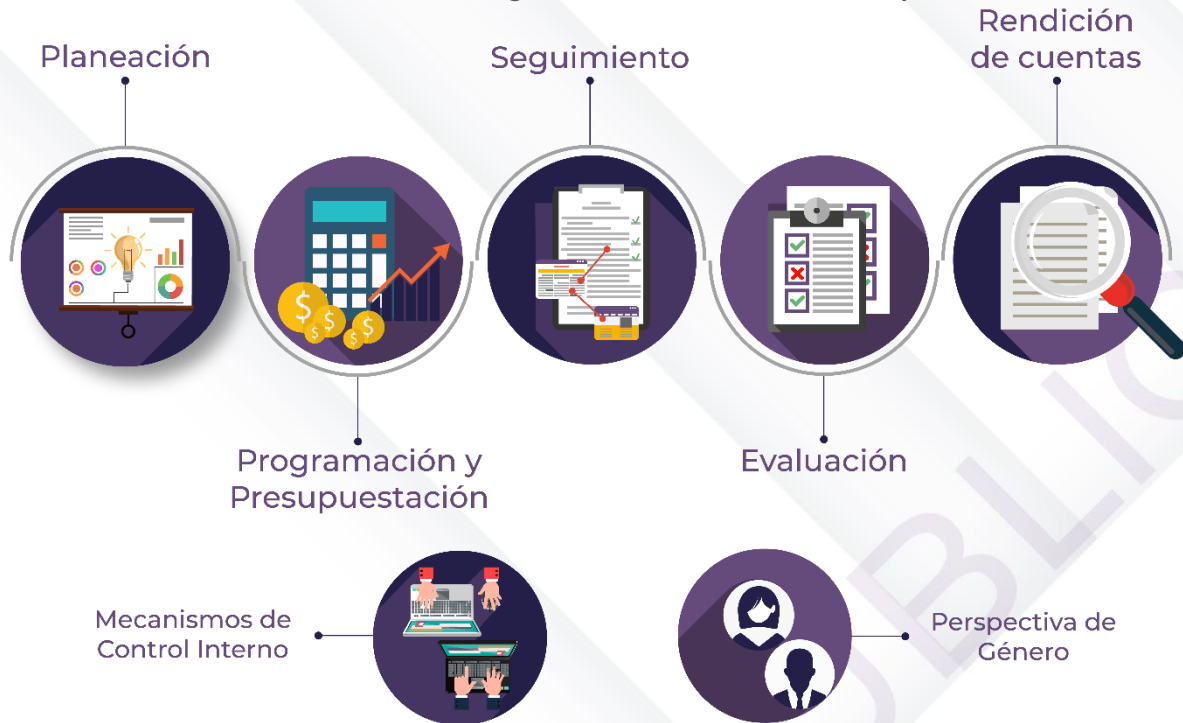 Planeación
Seguimiento
Rendición
de cuentas
Programación y
Presupuestación
Evaluación
Mecanismos de
Control Interno
Perspectiva de
Género